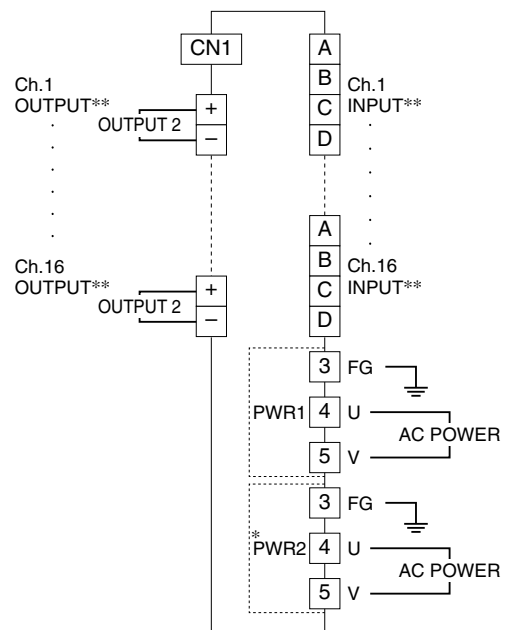 CN1
A
B
C
D
Ch.1
OUTPUT**
OUTPUT 2
+
−
Ch.1
INPUT**
A
B
C
D
Ch.16
OUTPUT**
OUTPUT 2
+
−
Ch.16
INPUT**
PWR1
3 FG
4 U
5 V
AC POWER
*PWR2
3 FG
4 U
5 V
AC POWER